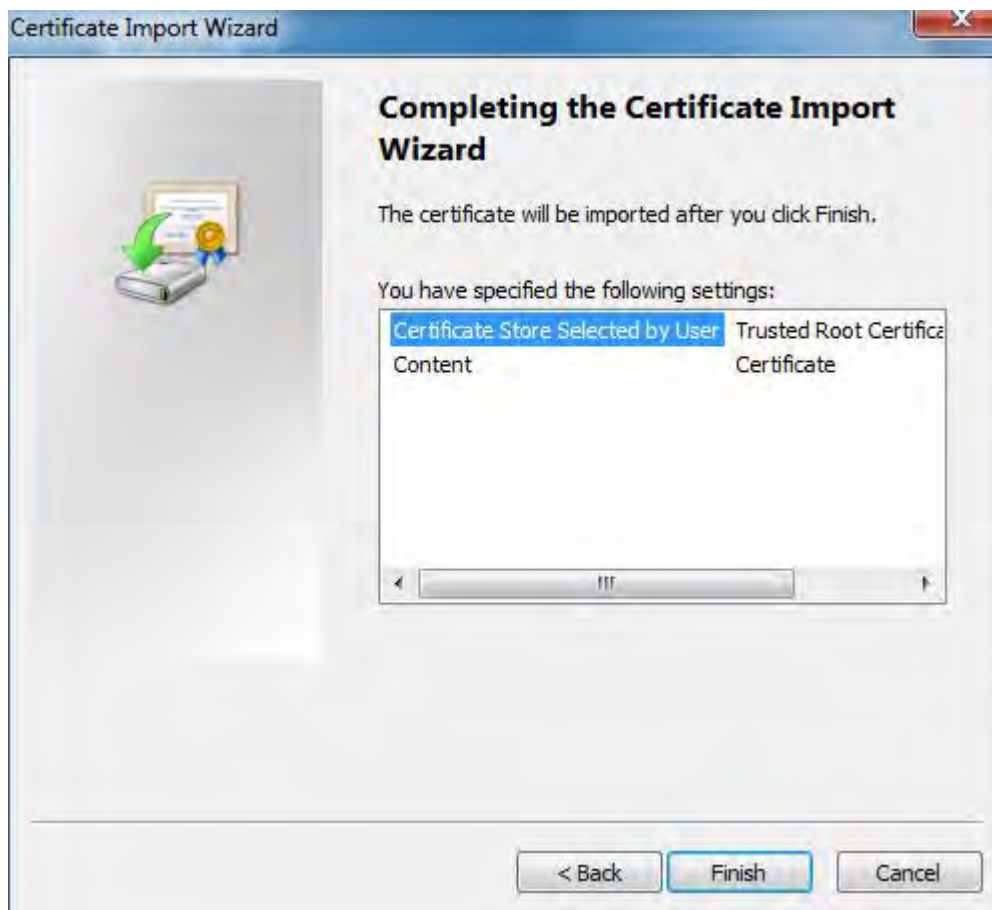 Certificate Import Wizard
Completing the Certificate Import
Wizard
The certificate will be imported after you click Finish.
You have specified the following settings:
Certificate Store Selected by User Trusted Root Certifica
Content Certificate
< Back Finish Cancel